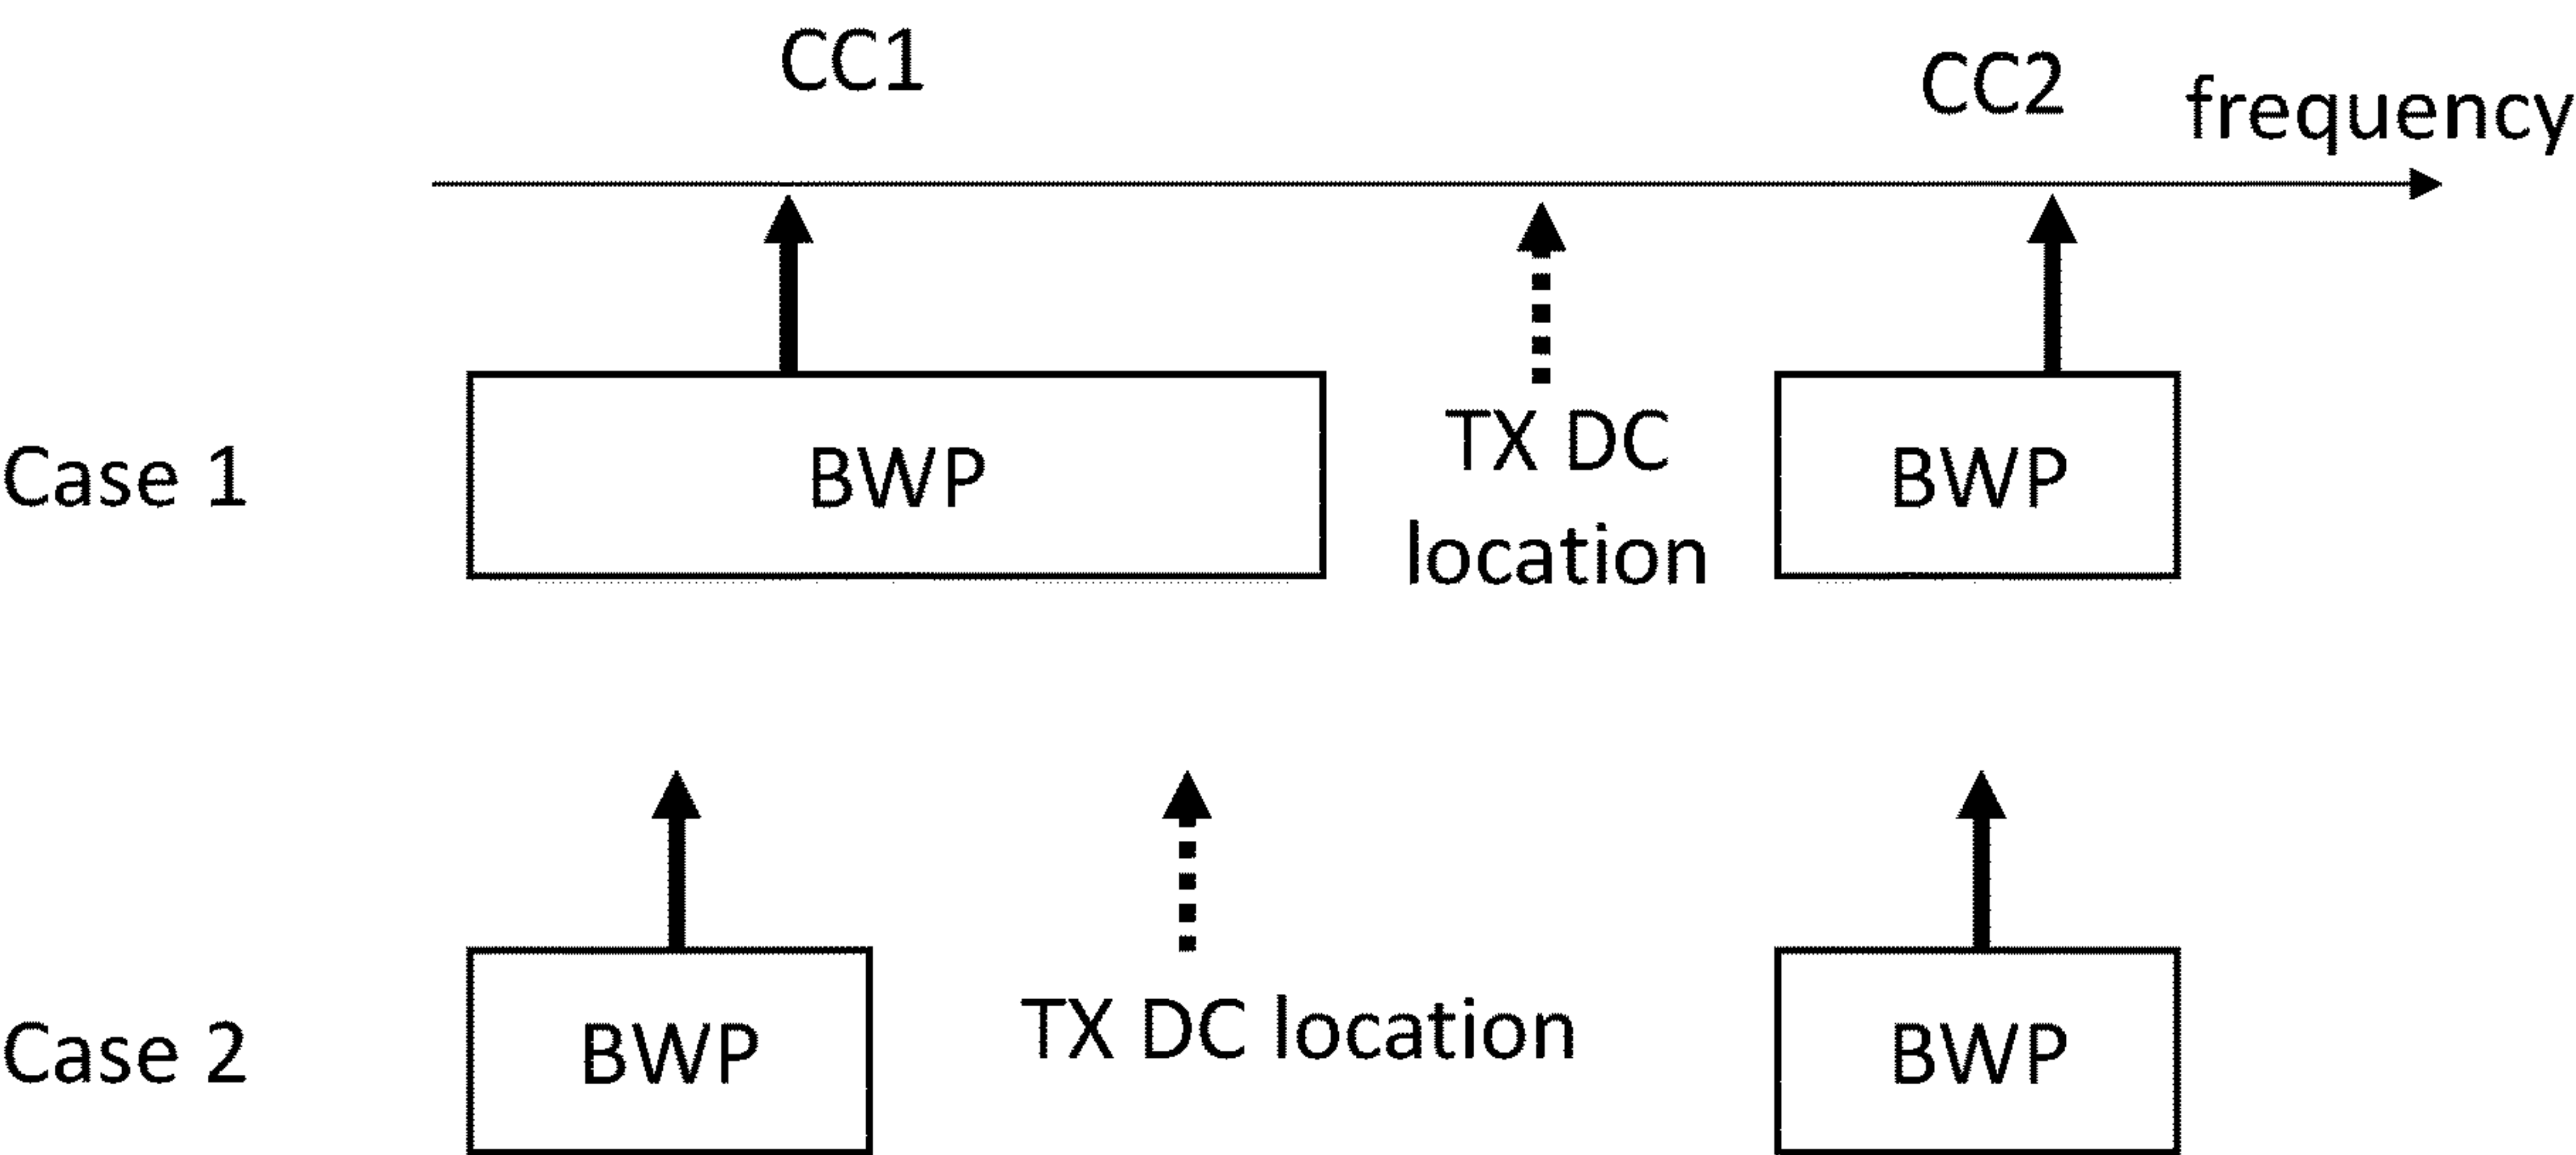 CC1
CC2
frequency
Case 1
BWP
TX DC
location
BWP
Case 2
BWP
TX DC location
BWP